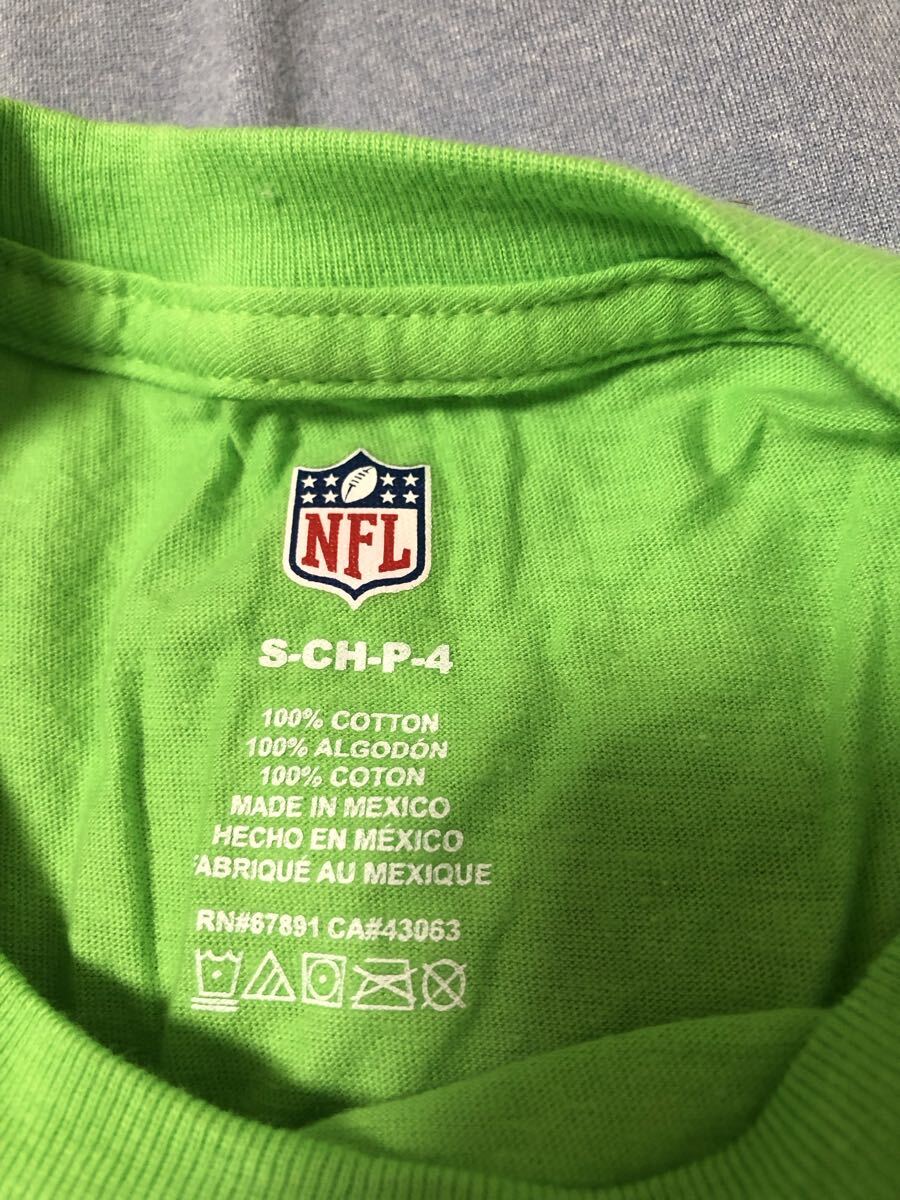 NFL
S-CH-P-4
100% COTTON
100% ALGODÓN
100% COTON
MADE IN MEXICO
HECHO EN MÉXICO
FABRIQUÉ AU MEXIQUE
RN#67891 CA#43063